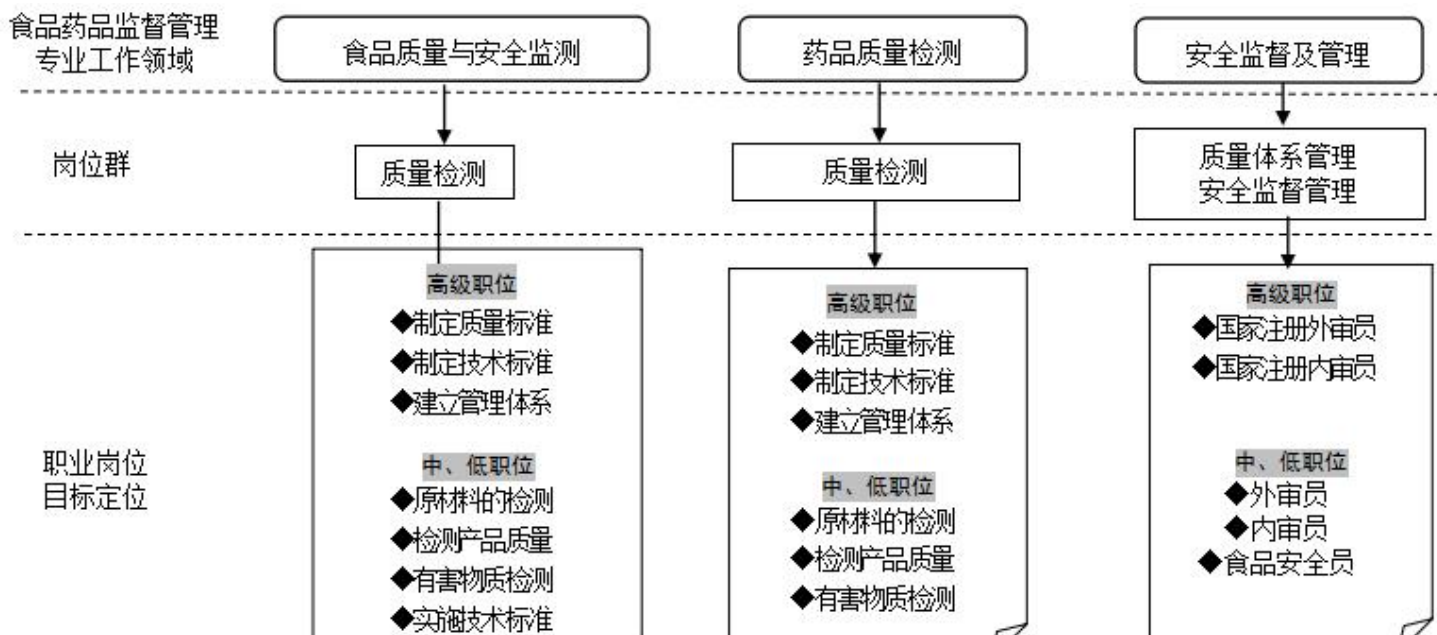 食品药品监督管理
专业工作领域
食品质量与安全监测
药品质量检测
安全监督及管理
岗位群
质量检测
质量检测
质量体系管理
安全监督管理
职业岗位
目标定位
高级职位
◆制定质量标准
◆制定技术标准
◆建立管理体系
中、低职位
◆原材料的检测
◆检测产品质量
◆有害物质检测
◆实施技术标准
高级职位
◆制定质量标准
◆制定技术标准
◆建立管理体系
中、低职位
◆原材料的检测
◆检测产品质量
◆有害物质检测
高级职位
◆国家注册外审员
◆国家注册内审员
中、低职位
◆外审员
◆内审员
◆食品安全员